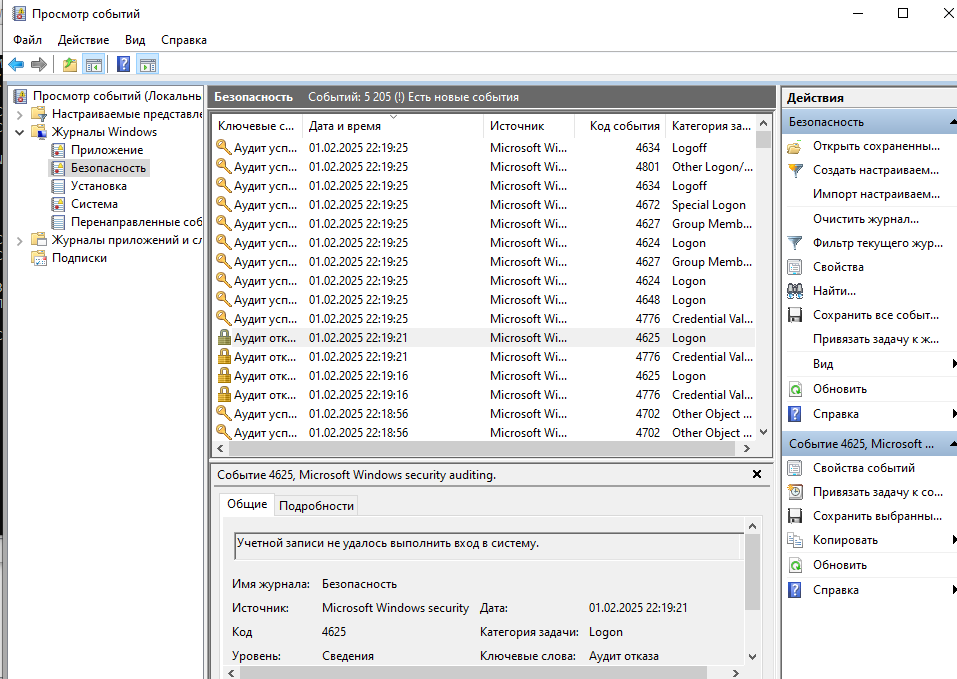 Просмотр событий
Файл Действие Вид Справка
Просмотр событий (Локальнь
Настраиваемые представле
Журналы Windows
Приложение
Безопасность
Установка
Система
Перенаправленные соб
Журналы приложений и сл
Подписки
Безопасность Событий: 5 205 (!) Есть новые события
Ключевые с... Дата и время Источник Код события Категория за...
Аудит усп... 01.02.2025 22:19:25 Microsoft Wi... 4634 Logoff
Аудит усп... 01.02.2025 22:19:25 Microsoft Wi... 4801 Other Logon/...
Аудит усп... 01.02.2025 22:19:25 Microsoft Wi... 4634 Logoff
Аудит усп... 01.02.2025 22:19:25 Microsoft Wi... 4672 Special Logon
Аудит усп... 01.02.2025 22:19:25 Microsoft Wi... 4627 Group Memb...
Аудит усп... 01.02.2025 22:19:25 Microsoft Wi... 4624 Logon
Аудит усп... 01.02.2025 22:19:25 Microsoft Wi... 4627 Group Memb...
Аудит усп... 01.02.2025 22:19:25 Microsoft Wi... 4624 Logon
Аудит усп... 01.02.2025 22:19:25 Microsoft Wi... 4648 Logon
Аудит усп... 01.02.2025 22:19:25 Microsoft Wi... 4776 Credential Val...
Аудит отк... 01.02.2025 22:19:21 Microsoft Wi... 4625 Logon
Аудит отк... 01.02.2025 22:19:21 Microsoft Wi... 4776 Credential Val...
Аудит отк... 01.02.2025 22:19:16 Microsoft Wi... 4625 Logon
Аудит отк... 01.02.2025 22:19:16 Microsoft Wi... 4776 Credential Val...
Аудит усп... 01.02.2025 22:18:56 Microsoft Wi... 4702 Other Object ...
Аудит усп... 01.02.2025 22:18:56 Microsoft Wi... 4702 Other Object ...
Событие 4625, Microsoft Windows security auditing.
Общие Подробности
Учетной записи не удалось выполнить вход в систему.
Имя журнала: Безопасность
Источник: Microsoft Windows security Дата: 01.02.2025 22:19:21
Код 4625 Категория задачи: Logon
Уровень: Сведения Ключевые слова: Аудит отказа
Действия
Безопасность
Открыть сохраненны...
Создать настраиваем...
Импорт настраиваем...
Очистить журнал...
Фильтр текущего жур...
Свойства
Найти...
Сохранить все событ...
Привязать задачу к ж...
Вид
Обновить
Справка
Событие 4625, Microsoft ...
Свойства событий
Привязать задачу к со...
Сохранить выбранны...
Копировать
Обновить
Справка